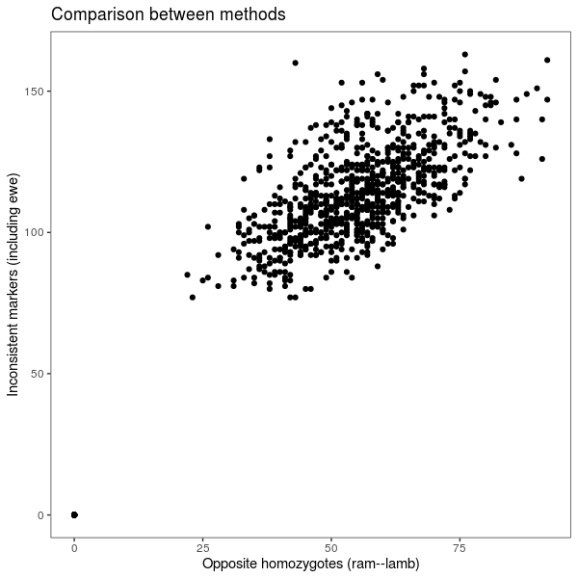 Comparison between methods
Inconsistent markers (including ewe)
150
100
50
0
0 25 50 75
Opposite homozygotes (ram--lamb)